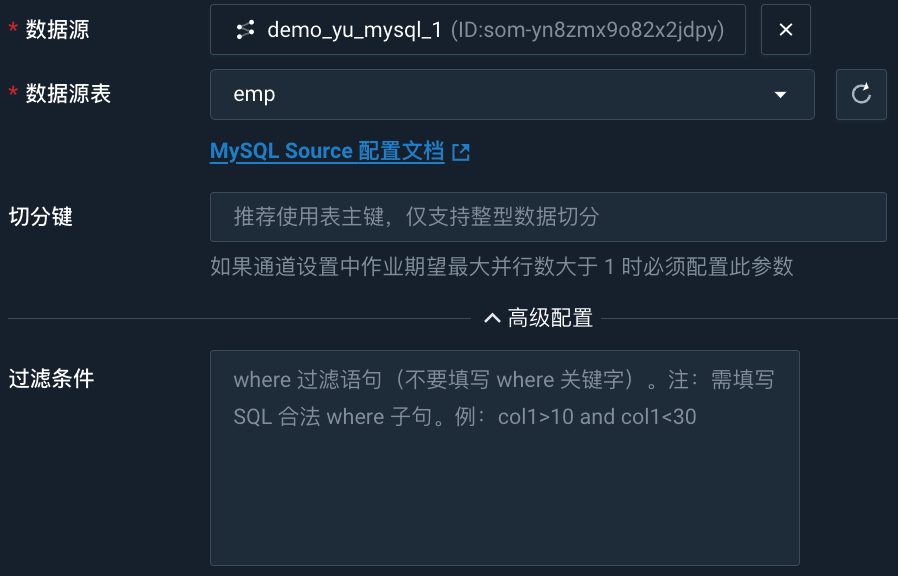 * 数据源 demo_yu_mysql_1 (ID:som-yn8zmx9o82x2jdpy)
* 数据源表 emp
MySQL Source 配置文档
切分键 推荐使用表主键，仅支持整型数据切分
如果通道设置中作业期望最大并行数大于 1 时必须配置此参数
高级配置
过滤条件 where 过滤语句（不要填写 where 关键字）。注：需填写
SQL 合法 where 子句。例：col1>10 and col1<30